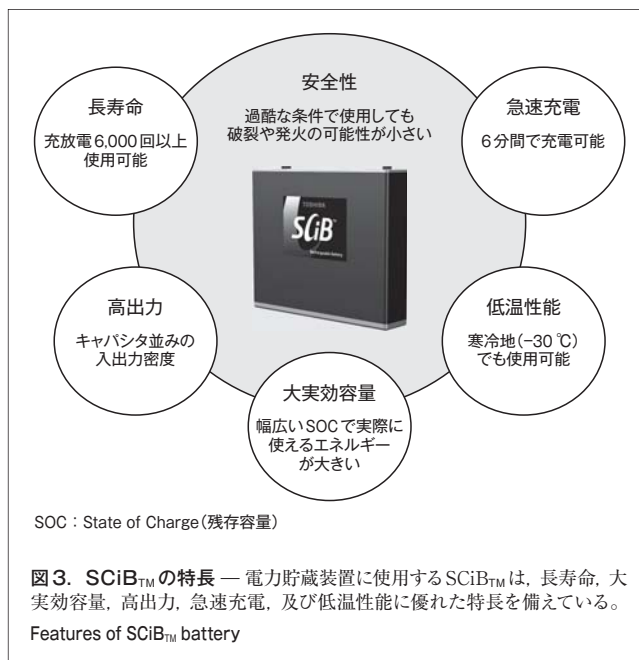 安全性
過酷な条件で使用しても
破裂や発火の可能性が小さい
長寿命
充放電6,000回以上
使用可能
急速充電
6分間で充電可能
TOSHIBA
SCiB™
Rechargeable Battery
高出力
キャパシタ並みの
入出力密度
低温性能
寒冷地(−30 ℃)
でも使用可能
大実効容量
幅広いSOCで実際に
使えるエネルギー
が大きい
SOC：State of Charge(残存容量)
図3. SCiBTMの特長 — 電力貯蔵装置に使用するSCiBTMは，長寿命，大
実効容量，高出力，急速充電，及び低温性能に優れた特長を備えている。
Features of SCiBTM battery